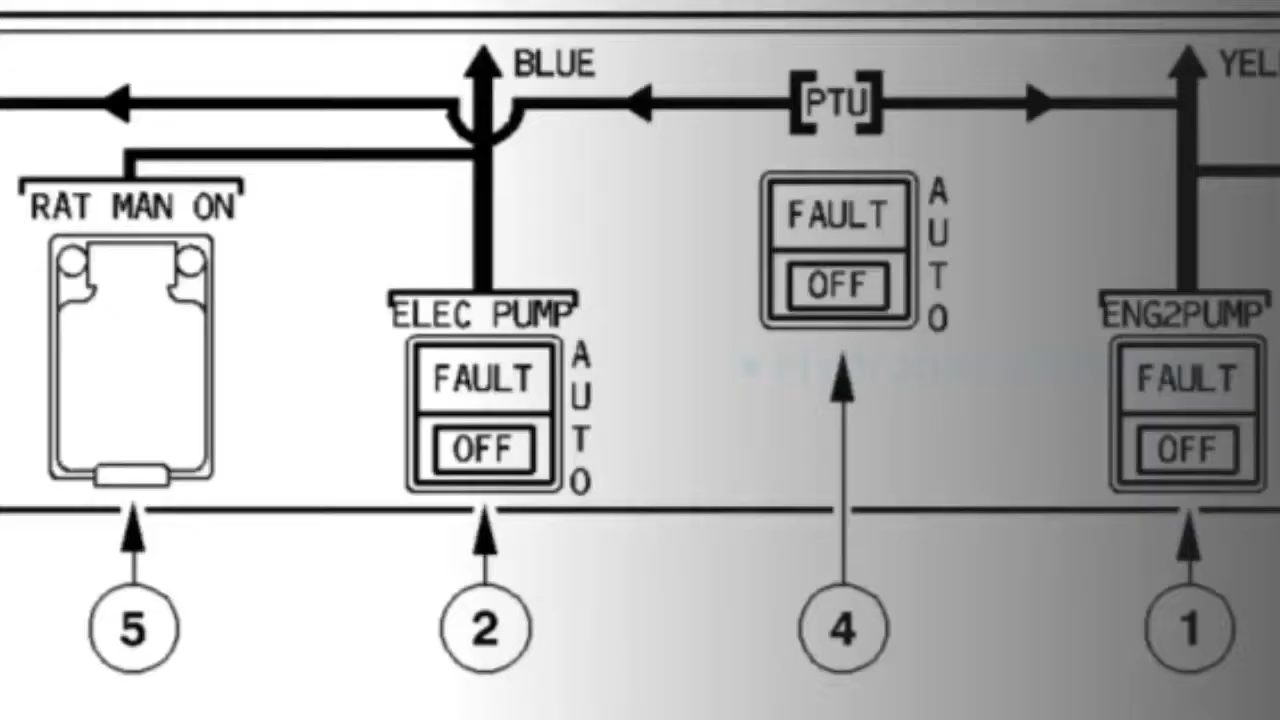 BLUE
YEL
PTU
RAT MAN ON
FAULT
OFF
AUTO
ELEC PUMP
FAULT
OFF
AUTO
ENG2PUMP
FAULT
OFF
5
2
4
1